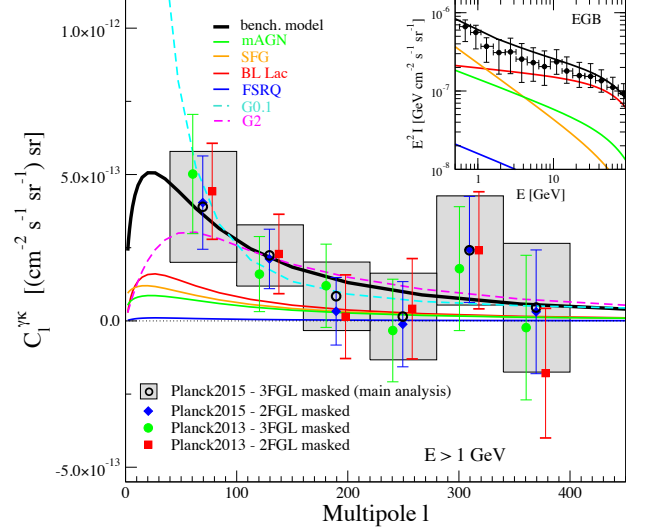 1.0×10⁻¹²
5.0×10⁻¹³
0.0
-5.0×10⁻¹³
C_l^γκ [(cm⁻² s⁻¹ sr⁻¹) sr]
bench. model
mAGN
SFG
BL Lac
FSRQ
G0.1
G2
EGB
10⁻⁶
10⁻⁷
10⁻⁸
E² I [GeV cm⁻² s⁻¹ sr⁻¹]
1
10
E [GeV]
Planck2015 - 3FGL masked (main analysis)
Planck2015 - 2FGL masked
Planck2013 - 3FGL masked
Planck2013 - 2FGL masked
E > 1 GeV
0
100
200
300
400
Multipole l